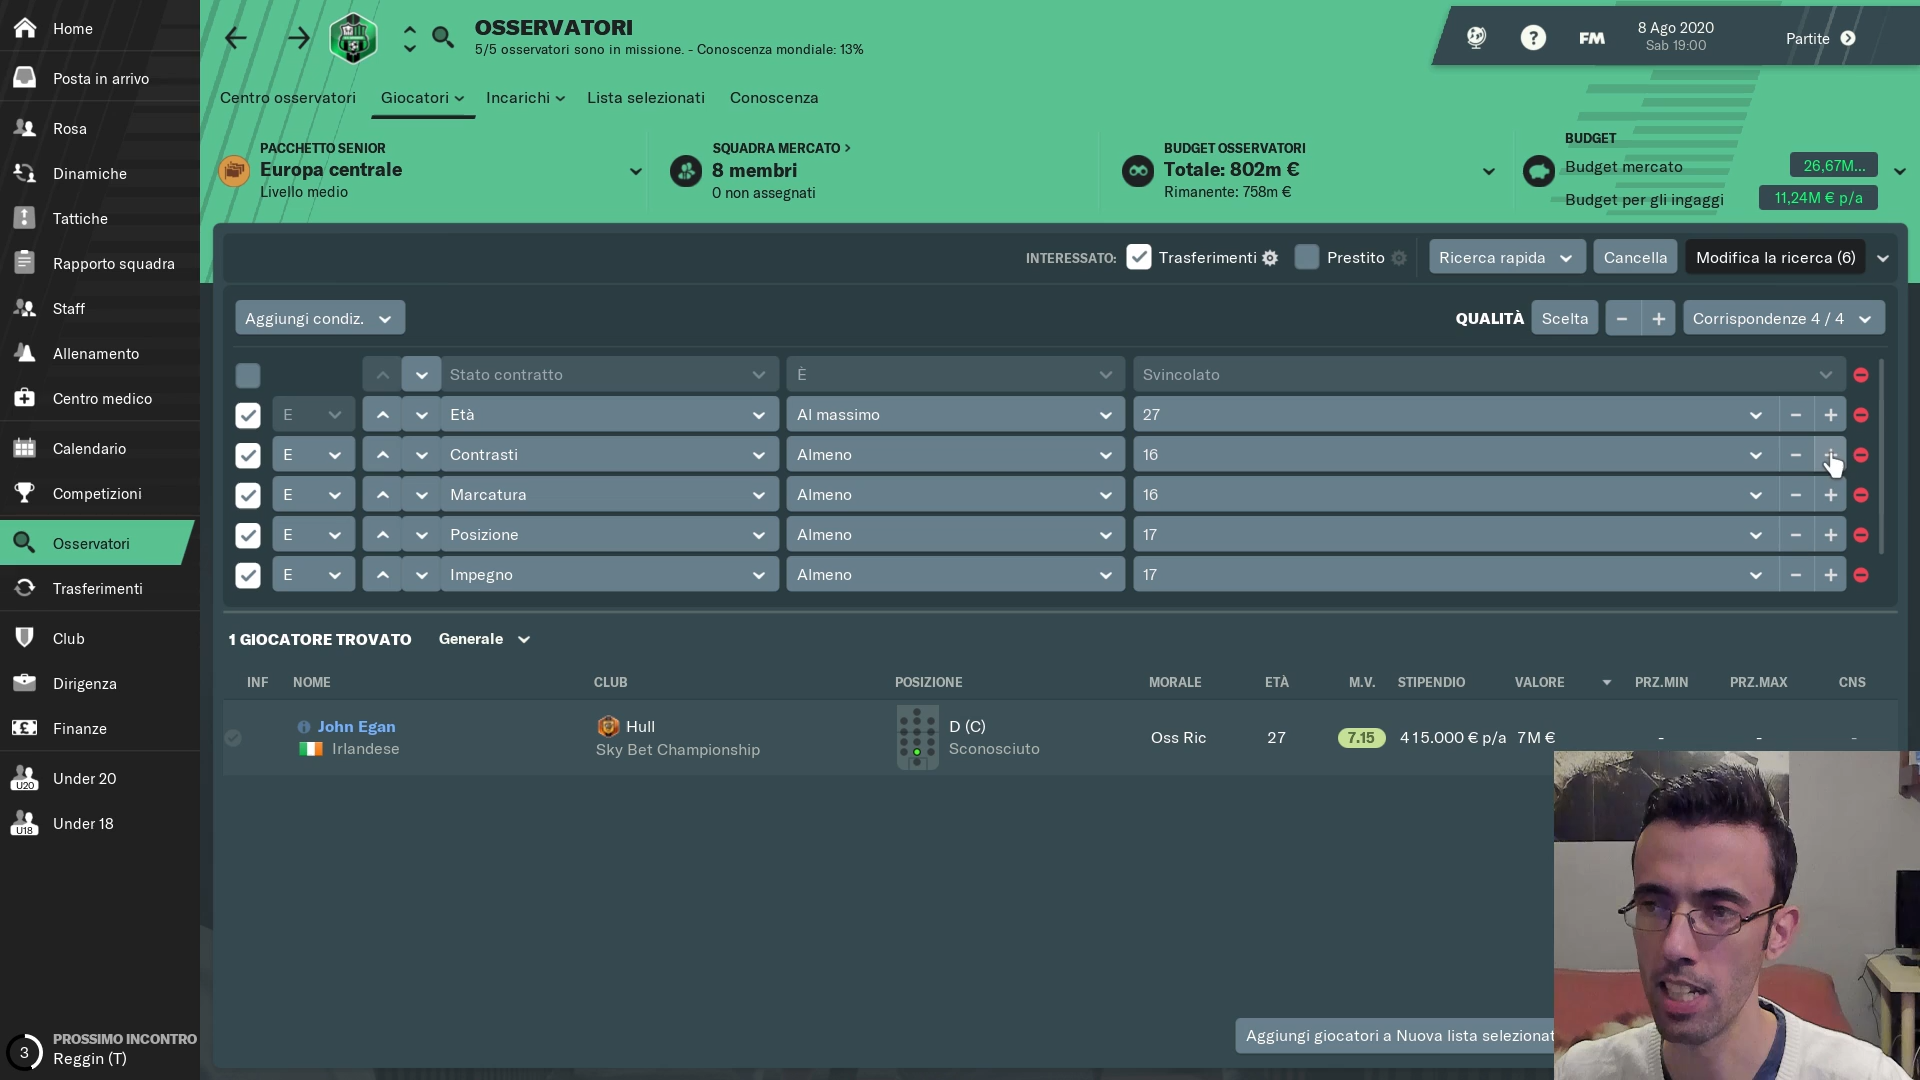 Home
Posta in arrivo
Rosa
Dinamiche
Tattiche
Rapporto squadra
Staff
Allenamento
Centro medico
Calendario
Competizioni
Osservatori
Trasferimenti
Club
Dirigenza
Finanze
U20 Under 20
U18 Under 18
3 PROSSIMO INCONTRO
Reggin (T)
OSSERVATORI
5/5 osservatori sono in missione. - Conoscenza mondiale: 13%
? FM 8 Ago 2020
Sab 19:00
Partite
Centro osservatori Giocatori Incarichi Lista selezionati Conoscenza
PACCHETTO SENIOR
Europa centrale
Livello medio
SQUADRA MERCATO >
8 membri
0 non assegnati
BUDGET OSSERVATORI
Totale: 802m €
Rimanente: 758m €
BUDGET
Budget mercato 26,67M...
Budget per gli ingaggi 11,24M € p/a
INTERESSATO: Trasferimenti Prestito Ricerca rapida Cancella Modifica la ricerca (6)
Aggiungi condiz. QUALITÀ Scelta - + Corrispondenze 4 / 4
Stato contratto È Svincolato
E Età Al massimo 27 - +
E Contrasti Almeno 16 - +
E Marcatura Almeno 16 - +
E Posizione Almeno 17 - +
E Impegno Almeno 17 - +
1 GIOCATORE TROVATO Generale
INF NOME CLUB POSIZIONE MORALE ETÀ M.V. STIPENDIO VALORE PRZ.MIN PRZ.MAX CNS
John Egan Hull D (C) Oss Ric 27 7.15 415.000 € p/a 7M € - - -
Irlandese Sky Bet Championship Sconosciuto
Aggiungi giocatori a Nuova lista selezionat